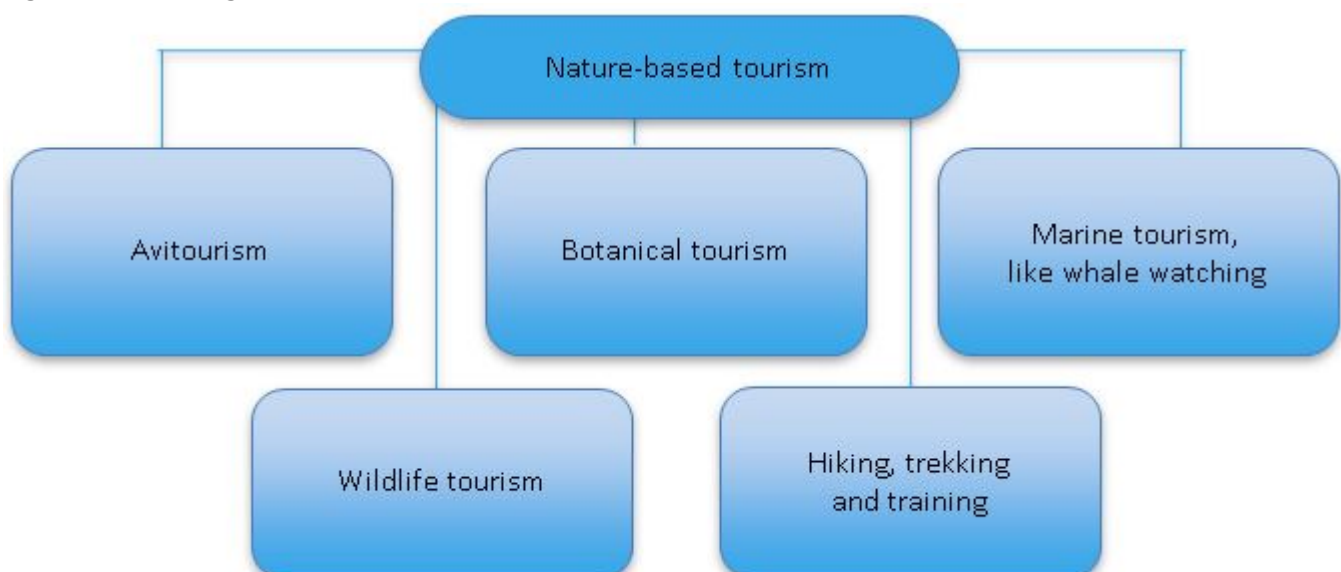 Nature-based tourism
Avitourism
Botanical tourism
Marine tourism,
like whale watching
Wildlife tourism
Hiking, trekking
and training